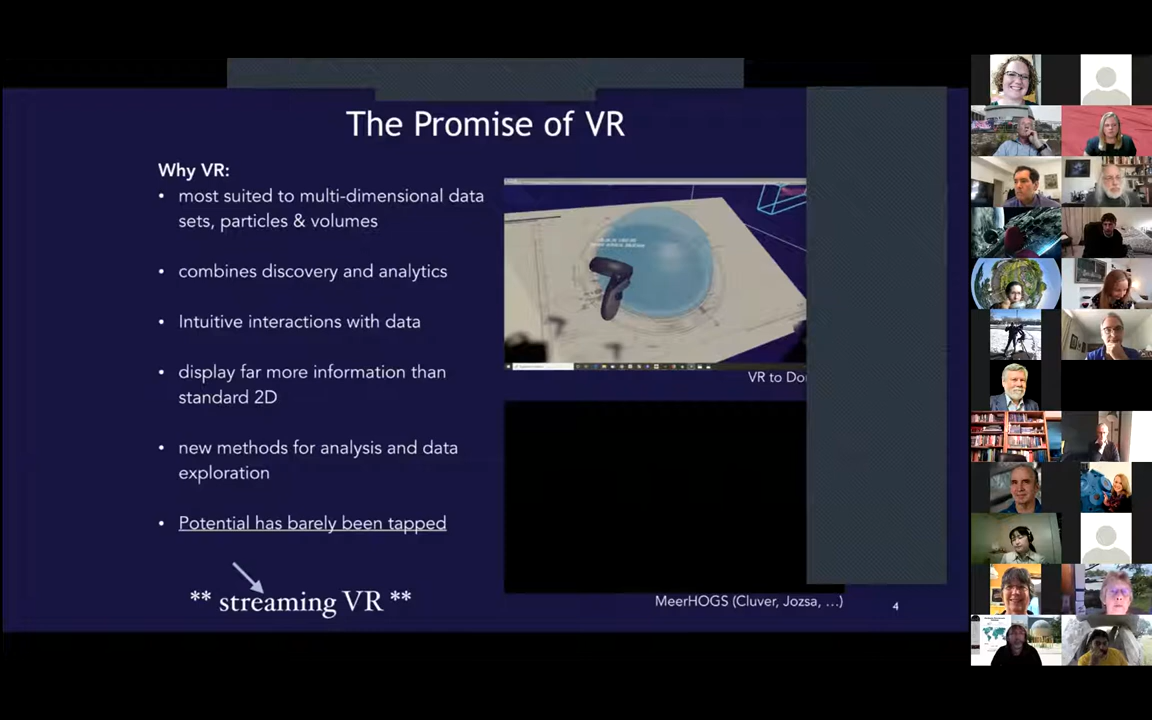 The Promise of VR
Why VR:
• most suited to multi-dimensional data
sets, particles & volumes
• combines discovery and analytics
• Intuitive interactions with data
• display far more information than
standard 2D
• new methods for analysis and data
exploration
• Potential has barely been tapped
** streaming VR **
VR to Do
MeerHOGS (Cluver, Jozsa, ...)
4